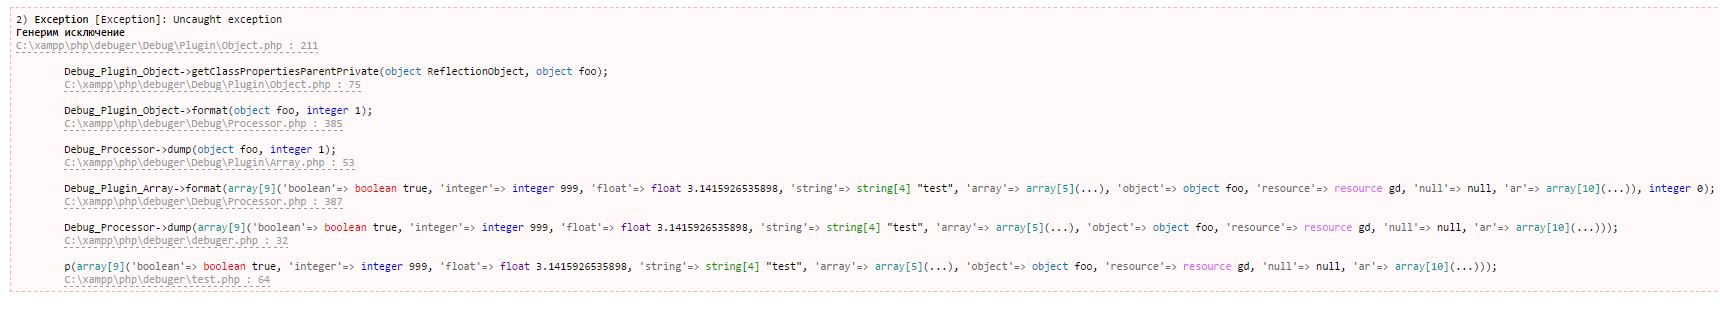 2) Exception [Exception]: Uncaught exception
Генерим исключение
C:\xampp\php\debuger\Debug\Plugin\Object.php : 211
Debug_Plugin_Object->getClassPropertiesParentPrivate(object ReflectionObject, object foo);
C:\xampp\php\debuger\Debug\Plugin\Object.php : 75
Debug_Plugin_Object->format(object foo, integer 1);
C:\xampp\php\debuger\Debug\Processor.php : 385
Debug_Processor->dump(object foo, integer 1);
C:\xampp\php\debuger\Debug\Plugin\Array.php : 53
Debug_Plugin_Array->format(array[9]('boolean'=> boolean true, 'integer'=> integer 999, 'float'=> float 3.1415926535898, 'string'=> string[4] "test", 'array'=> array[5](...), 'object'=> object foo, 'resource'=> resource gd, 'null'=> null, 'ar'=> array[10](...)), integer 0);
C:\xampp\php\debuger\Debug\Processor.php : 387
Debug_Processor->dump(array[9]('boolean'=> boolean true, 'integer'=> integer 999, 'float'=> float 3.1415926535898, 'string'=> string[4] "test", 'array'=> array[5](...), 'object'=> object foo, 'resource'=> resource gd, 'null'=> null, 'ar'=> array[10](...)));
C:\xampp\php\debuger\debuger.php : 32
p(array[9]('boolean'=> boolean true, 'integer'=> integer 999, 'float'=> float 3.1415926535898, 'string'=> string[4] "test", 'array'=> array[5](...), 'object'=> object foo, 'resource'=> resource gd, 'null'=> null, 'ar'=> array[10](...)));
C:\xampp\php\debuger\test.php : 64